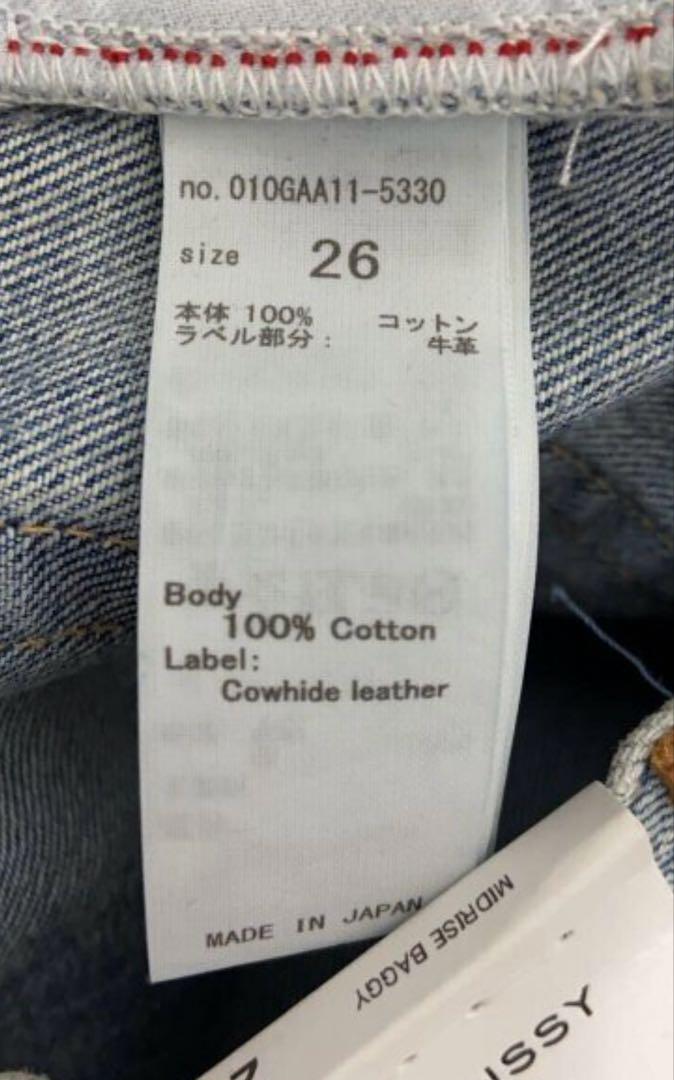 no. 010GAA11-5330
size 26
本体 100% コットン
ラベル部分: 牛革
Body
100% Cotton
Label:
Cowhide leather
MADE IN JAPAN
MIDRISE BAGGY